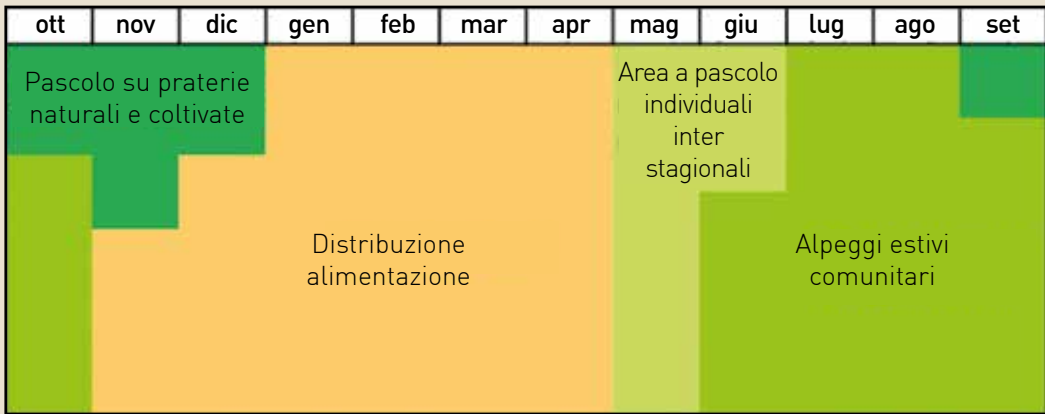 ott nov dic gen feb mar apr mag giu lug ago set
Pascolo su praterie
naturali e coltivate
Area a pascolo
individuali
inter
stagionali
Distribuzione
alimentazione
Alpeggi estivi
comunitari